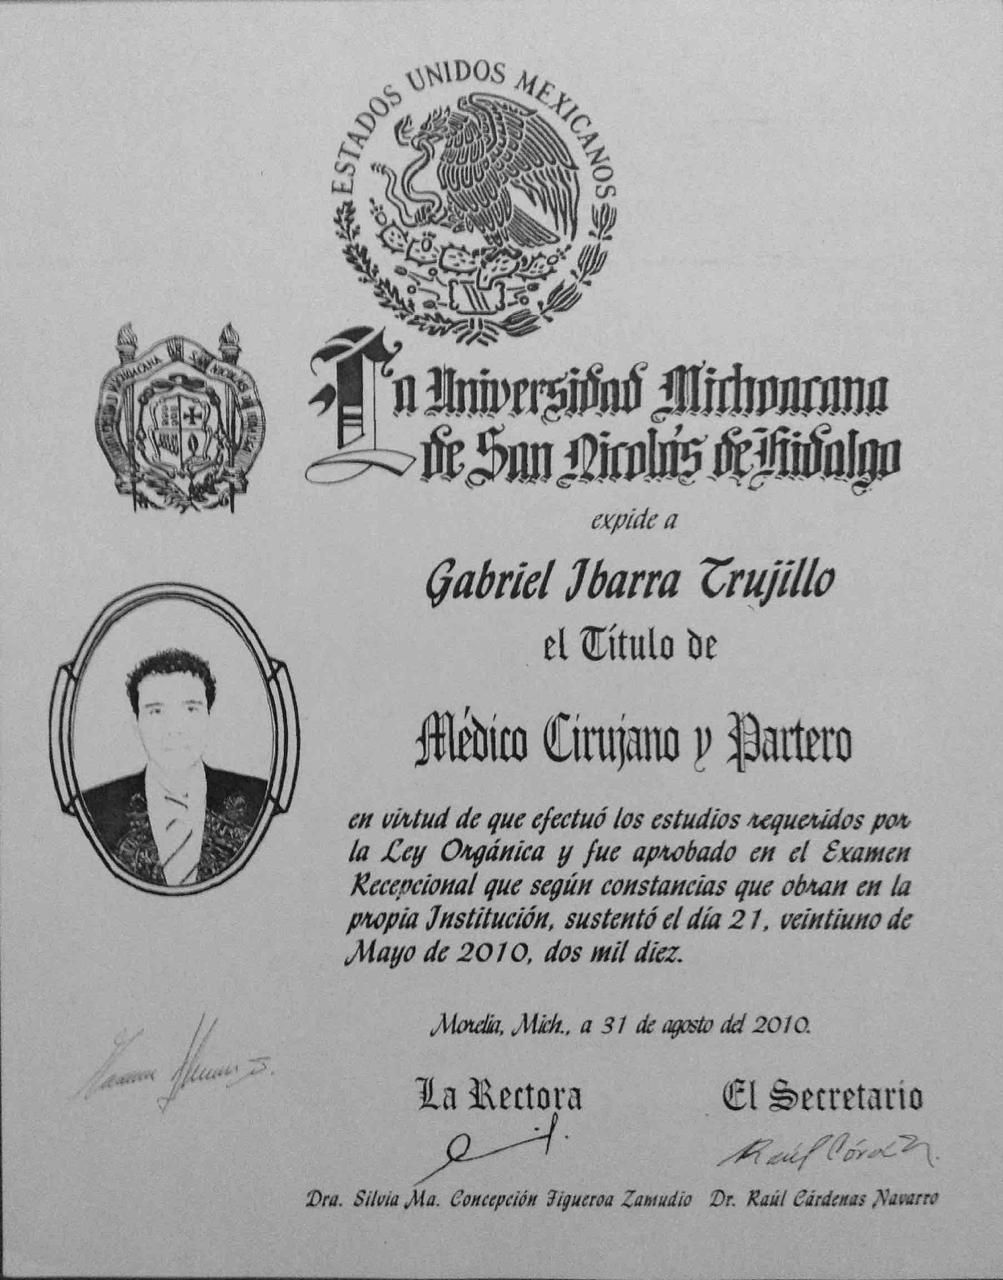 ESTADOS UNIDOS MEXICANOS
La Universidad Michoacana
de San Nicolás de Hidalgo
expide a
Gabriel Ibarra Trujillo
el Título de
Médico Cirujano y Partero
en virtud de que efectuó los estudios requeridos por
la Ley Orgánica y fue aprobado en el Examen
Recepcional que según constancias que obran en la
propia Institución, sustentó el día 21, veintiuno de
Mayo de 2010, dos mil diez.
Morelia, Mich., a 31 de agosto del 2010.
La Rectora
El Secretario
Dra. Silvia Ma. Concepción Figueroa Zamudio
Dr. Raúl Cárdenas Navarro